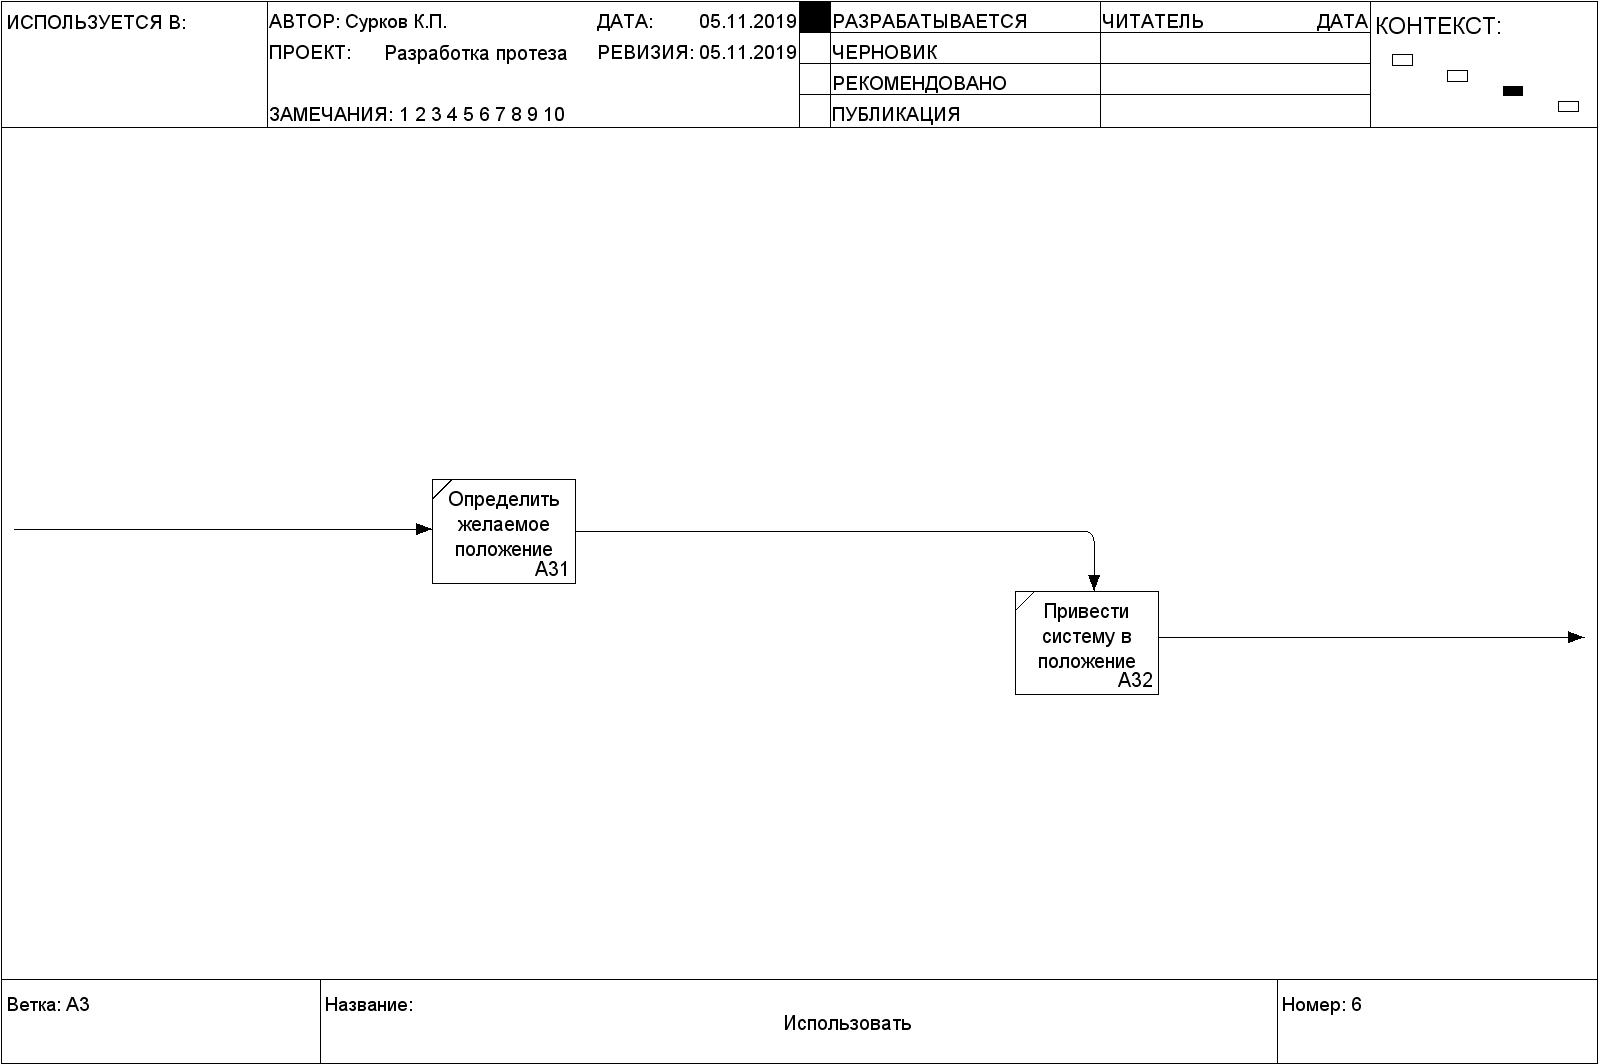 ИСПОЛЬЗУЕТСЯ В:
АВТОР: Сурков К.П.
ДАТА: 05.11.2019
ПРОЕКТ: Разработка протеза
РЕВИЗИЯ: 05.11.2019
ЗАМЕЧАНИЯ: 1 2 3 4 5 6 7 8 9 10
РАЗРАБАТЫВАЕТСЯ
ЧЕРНОВИК
РЕКОМЕНДОВАНО
ПУБЛИКАЦИЯ
ЧИТАТЕЛЬ ДАТА
КОНТЕКСТ:
Определить
желаемое
положение
A31
Привести
систему в
положение
A32
Ветка: A3
Название:
Использовать
Номер: 6